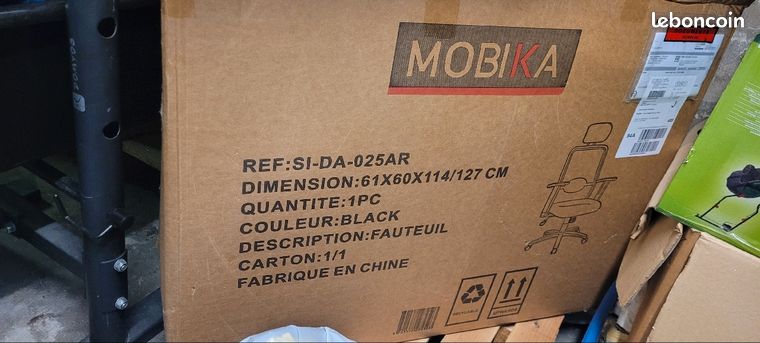 leboncoin
MOBIKA
REF:SI-DA-025AR
DIMENSION:61X60X114/127 CM
QUANTITE:1PC
COULEUR:BLACK
DESCRIPTION:FAUTEUIL
CARTON:1/1
FABRIQUE EN CHINE
RECYCLABLE